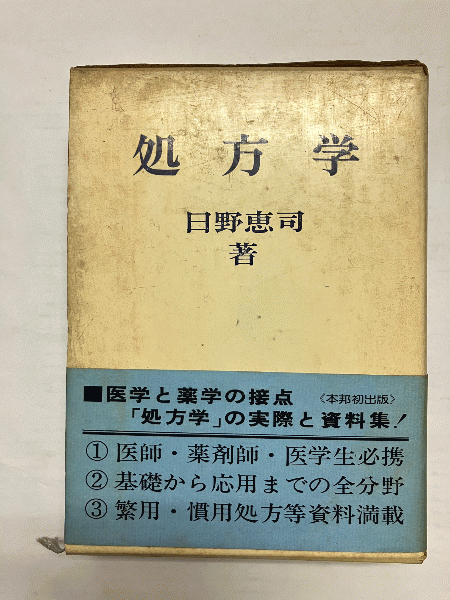 処方学
日野恵司
著
■医学と薬学の接点 〈本邦初出版〉
「処方学」の実際と資料集!
①医師・薬剤師・医学生必携
②基礎から応用までの全分野
③繁用・慣用処方等資料満載